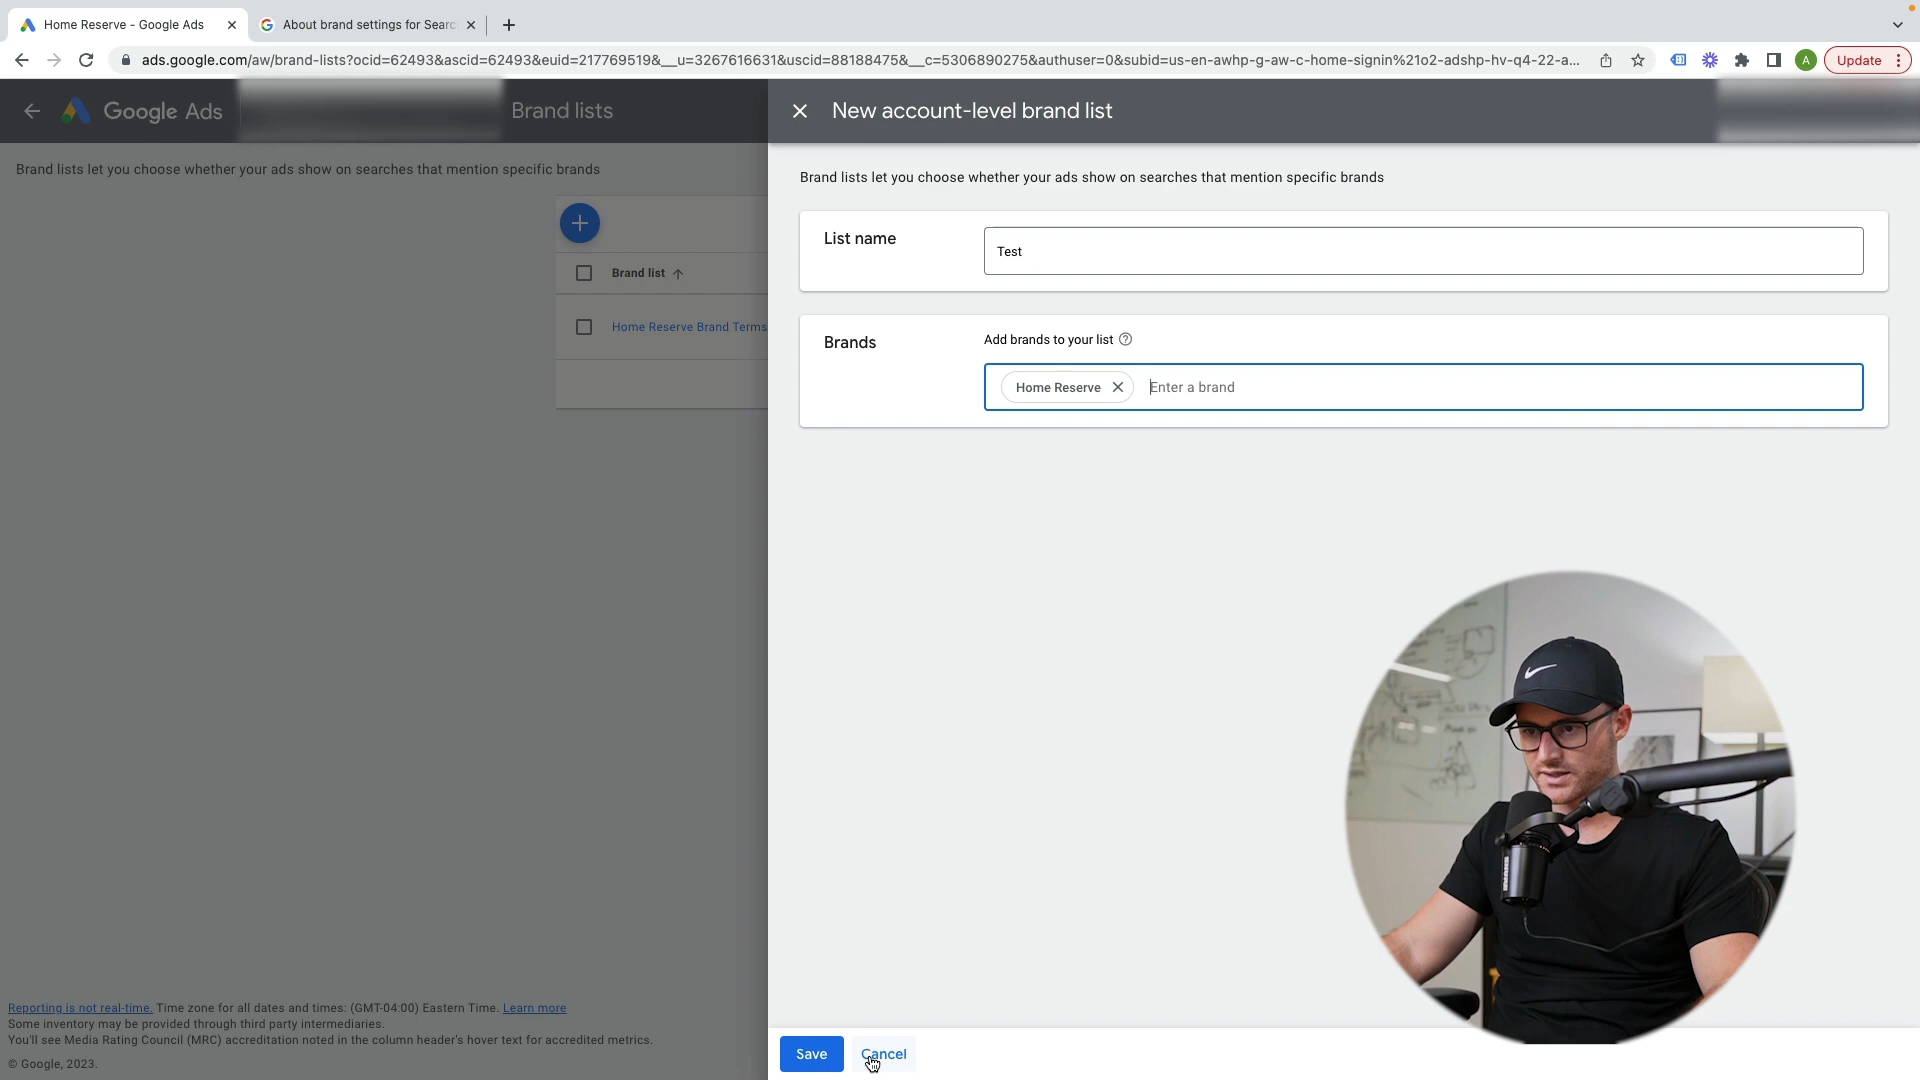 Home Reserve - Google Ads
About brand settings for Searc
ads.google.com/aw/brand-lists?ocid=62493&ascid=62493&euid=217769519&__u=3267616631&uscid=88188475&__c=5306890275&authuser=0&subid=us-en-awhp-g-aw-c-home-signin%21o2-adshp-hv-q4-22-a...
A
Update
Google Ads
Brand lists
New account-level brand list
Brand lists let you choose whether your ads show on searches that mention specific brands
Brand lists let you choose whether your ads show on searches that mention specific brands
List name
Test
Brand list
Home Reserve Brand Terms
Brands
Add brands to your list
Home Reserve
Enter a brand
Reporting is not real-time. Time zone for all dates and times: (GMT-04:00) Eastern Time. Learn more
Some inventory may be provided through third party intermediaries.
You'll see Media Rating Council (MRC) accreditation noted in the column header's hover text for accredited metrics.
© Google, 2023.
Save
Cancel